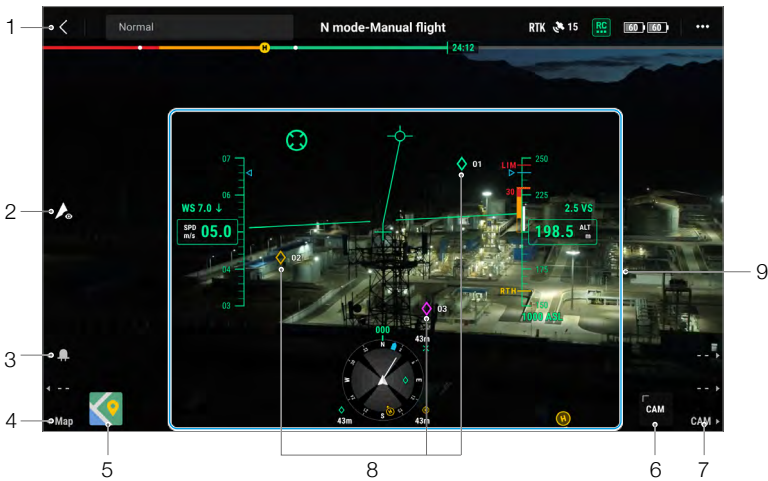 1
Normal
N mode-Manual flight
RTK
15
RC
60
60
H
24:12
01
07
LIM
250
06
30
225
2
WS 7.0 ↓
2.5 VS
SPD m/s 05.0
198.5 ALT m
02
04
175
9
03
RTH
03
1000 ASL
3
000
43m
N
E
S
W
--
--
--
43m
43m
H
CAM
4
Map
CAM
5
8
6
7